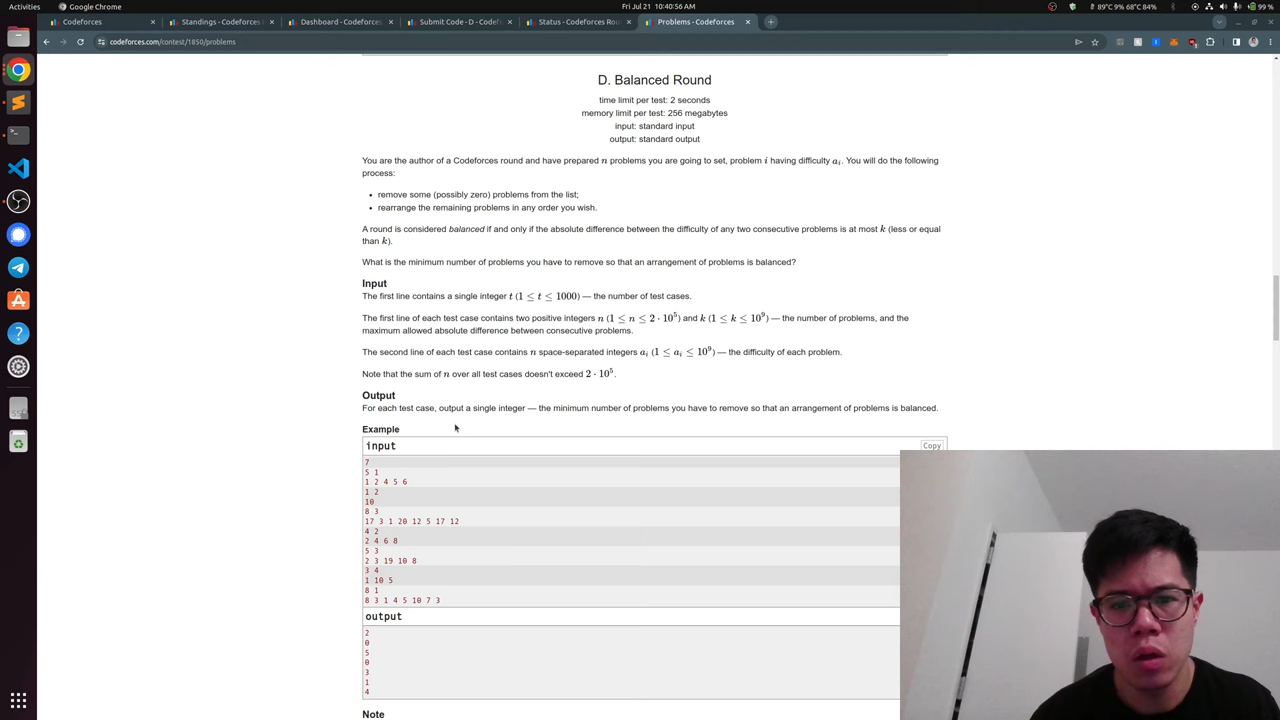 Activities
Google Chrome
Fri Jul 21 10:40:56 AM
89°C 9% 68°C 84%
99 %
Codeforces
Standings - Codeforces
Dashboard - Codeforces
Submit Code - D - Codef
Status - Codeforces Rou
Problems - Codeforces
codeforces.com/contest/1850/problems
D. Balanced Round
time limit per test: 2 seconds
memory limit per test: 256 megabytes
input: standard input
output: standard output
You are the author of a Codeforces round and have prepared n problems you are going to set, problem i having difficulty aᵢ. You will do the following
process:
• remove some (possibly zero) problems from the list;
• rearrange the remaining problems in any order you wish.
A round is considered balanced if and only if the absolute difference between the difficulty of any two consecutive problems is at most k (less or equal
than k).
What is the minimum number of problems you have to remove so that an arrangement of problems is balanced?
Input
The first line contains a single integer t (1 ≤ t ≤ 1000) — the number of test cases.
The first line of each test case contains two positive integers n (1 ≤ n ≤ 2 · 10⁵) and k (1 ≤ k ≤ 10⁹) — the number of problems, and the
maximum allowed absolute difference between consecutive problems.
The second line of each test case contains n space-separated integers aᵢ (1 ≤ aᵢ ≤ 10⁹) — the difficulty of each problem.
Note that the sum of n over all test cases doesn't exceed 2 · 10⁵.
Output
For each test case, output a single integer — the minimum number of problems you have to remove so that an arrangement of problems is balanced.
Example
input
Copy
7
5 1
1 2 4 5 6
1 2
10
8 3
17 3 1 20 12 5 17 12
4 2
2 4 6 8
5 3
2 3 19 10 8
3 4
1 10 5
8 1
8 3 1 4 5 10 7 3
output
2
0
5
0
3
1
4
Note